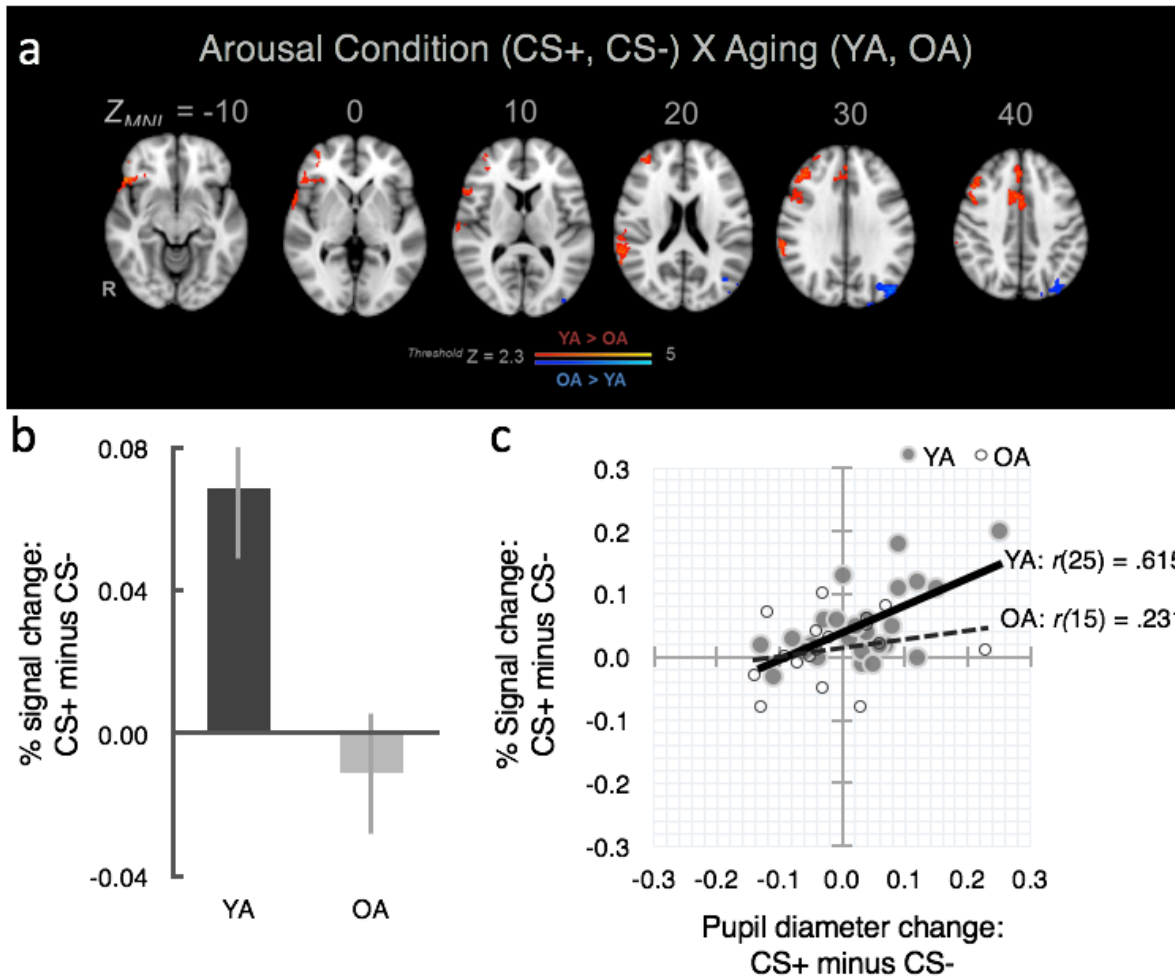 a
Arousal Condition (CS+, CS-) X Aging (YA, OA)
Z MNI = -10 0 10 20 30 40
R
YA > OA
Threshold Z = 2.3 5
OA > YA
b
0.08
0.04
0.00
-0.04
% signal change:
CS+ minus CS-
YA OA
c
YA OA
0.3
0.2
0.1
0.0
-0.1
-0.2
-0.3
% Signal change:
CS+ minus CS-
YA: r(25) = .615
OA: r(15) = .231
-0.3 -0.2 -0.1 0.0 0.1 0.2 0.3
Pupil diameter change:
CS+ minus CS-